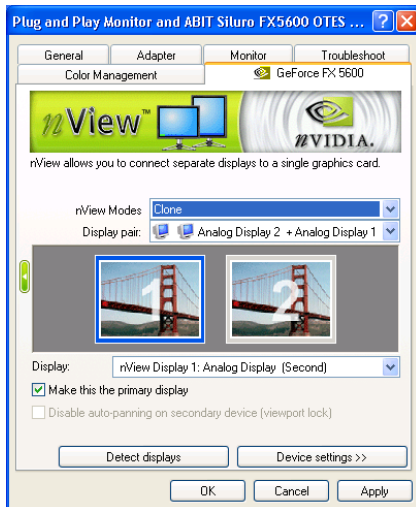 Plug and Play Monitor and ABIT Siluro FX5600 OTES ...
General Adapter Monitor Troubleshoot
Color Management GeForce FX 5600
nView™
nVIDIA.
nView allows you to connect separate displays to a single graphics card.
nView Modes Clone
Display pair: Analog Display 2 + Analog Display 1
1 2
Display: nView Display 1: Analog Display (Second)
Make this the primary display
Disable auto-panning on secondary device (viewport lock)
Detect displays Device settings >>
OK Cancel Apply